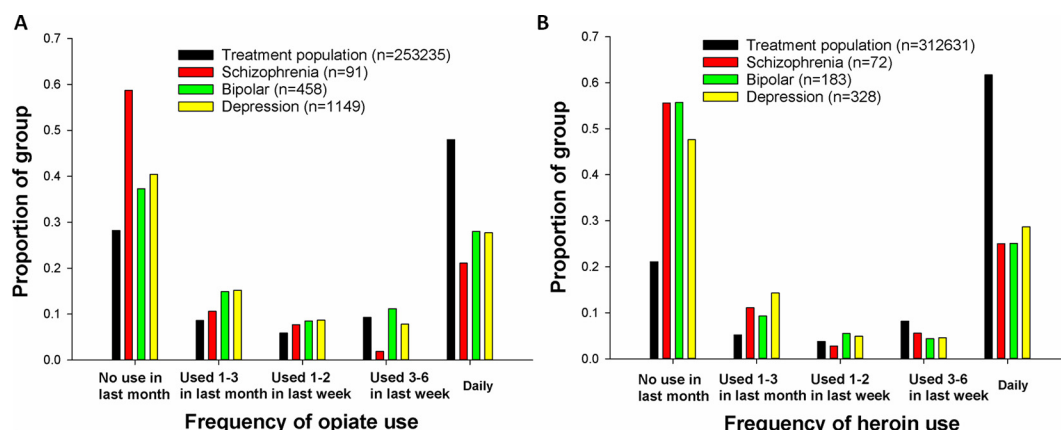 A
Proportion of group
0.7
0.6
0.5
0.4
0.3
0.2
0.1
0.0
Treatment population (n=253235)
Schizophrenia (n=91)
Bipolar (n=458)
Depression (n=1149)
No use in
last month
Used 1-3
in last month
Used 1-2
in last week
Used 3-6
in last week
Daily
Frequency of opiate use
B
Proportion of group
0.7
0.6
0.5
0.4
0.3
0.2
0.1
0.0
Treatment population (n=312631)
Schizophrenia (n=72)
Bipolar (n=183)
Depression (n=328)
No use in
last month
Used 1-3
in last month
Used 1-2
in last week
Used 3-6
in last week
Daily
Frequency of heroin use